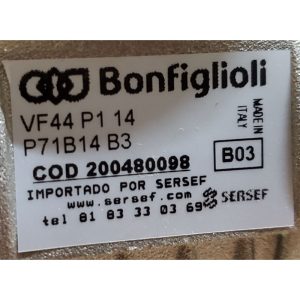 Bonfiglioli
VF44 P1 14
P71B14 B3
COD 200480098
MADE IN
ITALY
B03
IMPORTADO POR SERSEF
www.sersef.com
tel 81 83 33 03 69
SERSEF